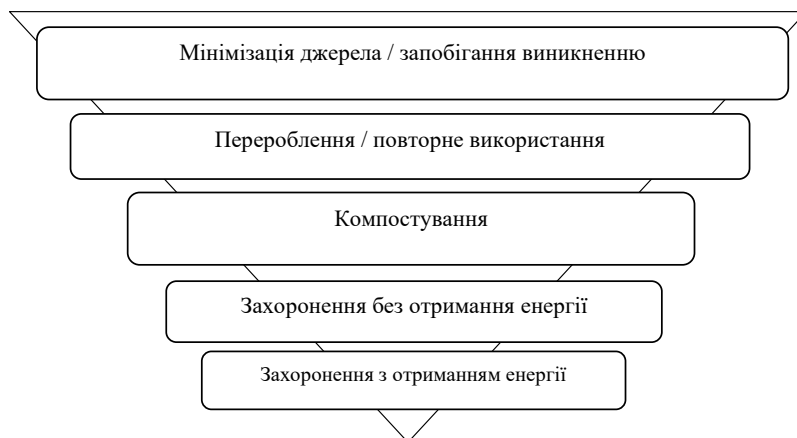 Мінімізація джерела / запобігання виникненню
Перероблення / повторне використання
Компостування
Захоронення без отримання енергії
Захоронення з отриманням енергії